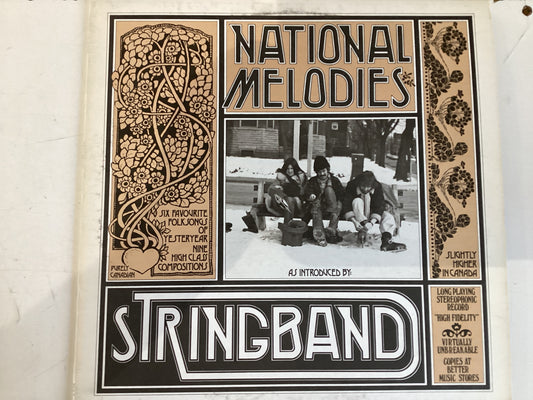 NATIONAL
MELODIES
SIX FAVOURITE
FOLKSONGS
OF
YESTERYEAR
NINE
HIGH CLASS
COMPOSITIONS
PURELY
CANADIAN
SLIGHTLY
HIGHER
IN CANADA
AS INTRODUCED BY:
STRINGBAND
LONG PLAYING
STEREOPHONIC
RECORD
"HIGH FIDELITY"
VIRTUALLY
UNBREAKABLE
COPIES AT
BETTER
MUSIC STORES